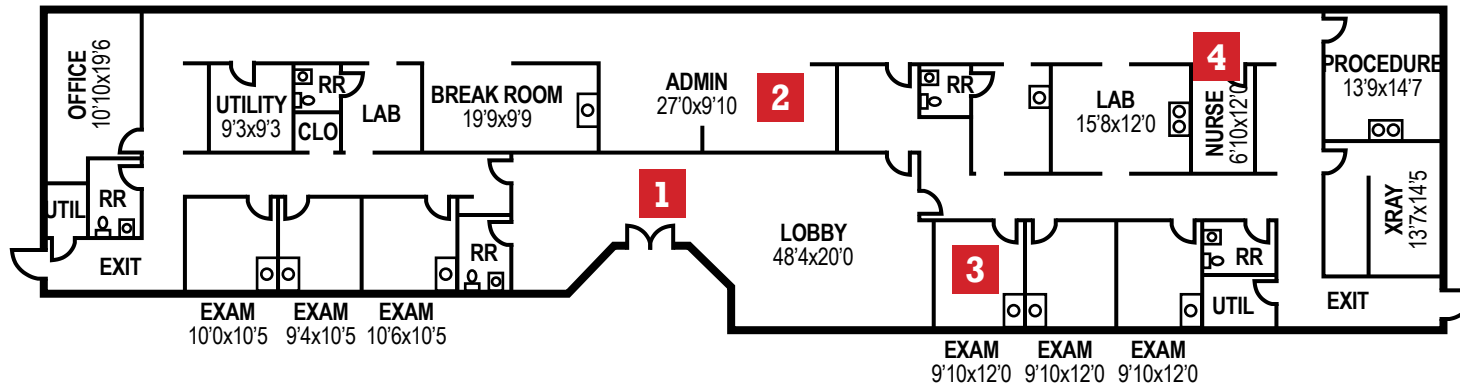 OFFICE
10'10x19'6
UTILITY
9'3x9'3
RR
CLO
LAB
BREAK ROOM
19'9x9'9
ADMIN
27'0x9'10
2
RR
LAB
15'8x12'0
4
NURSE
6'10x12'0
PROCEDURE
13'9x14'7
UTIL
RR
EXIT
RR
1
LOBBY
48'4x20'0
3
RR
UTIL
XRAY
13'7x14'5
EXIT
EXAM
10'0x10'5
EXAM
9'4x10'5
EXAM
10'6x10'5
EXAM
9'10x12'0
EXAM
9'10x12'0
EXAM
9'10x12'0